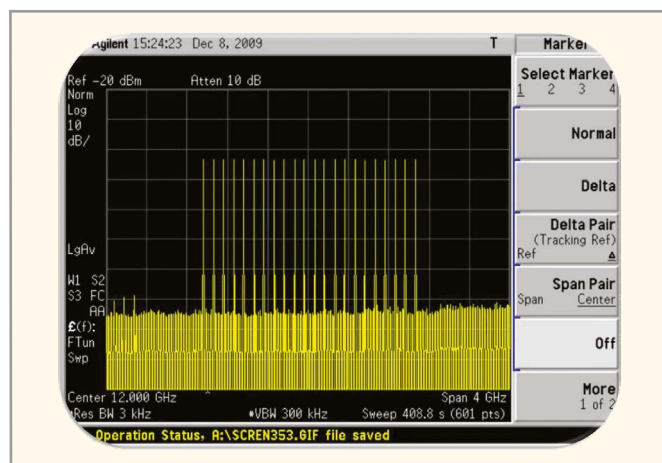 Agilent 15:24:23 Dec 8, 2009 T
Ref -20 dBm Atten 10 dB
Norm
Log
10
dB/
LgAv
W1 S2
S3 FC
AA
£(f):
FTun
Swp
Center 12.000 GHz ^ Span 4 GHz
Res BW 3 kHz #VBW 300 kHz Sweep 408.8 s (601 pts)
Operation Status, A:\SCREN353.GIF file saved
Marker
Select Marker
1 2 3 4
Normal
Delta
Delta Pair
(Tracking Ref)
Ref Δ
Span Pair
Span Center
Off
More
1 of 2